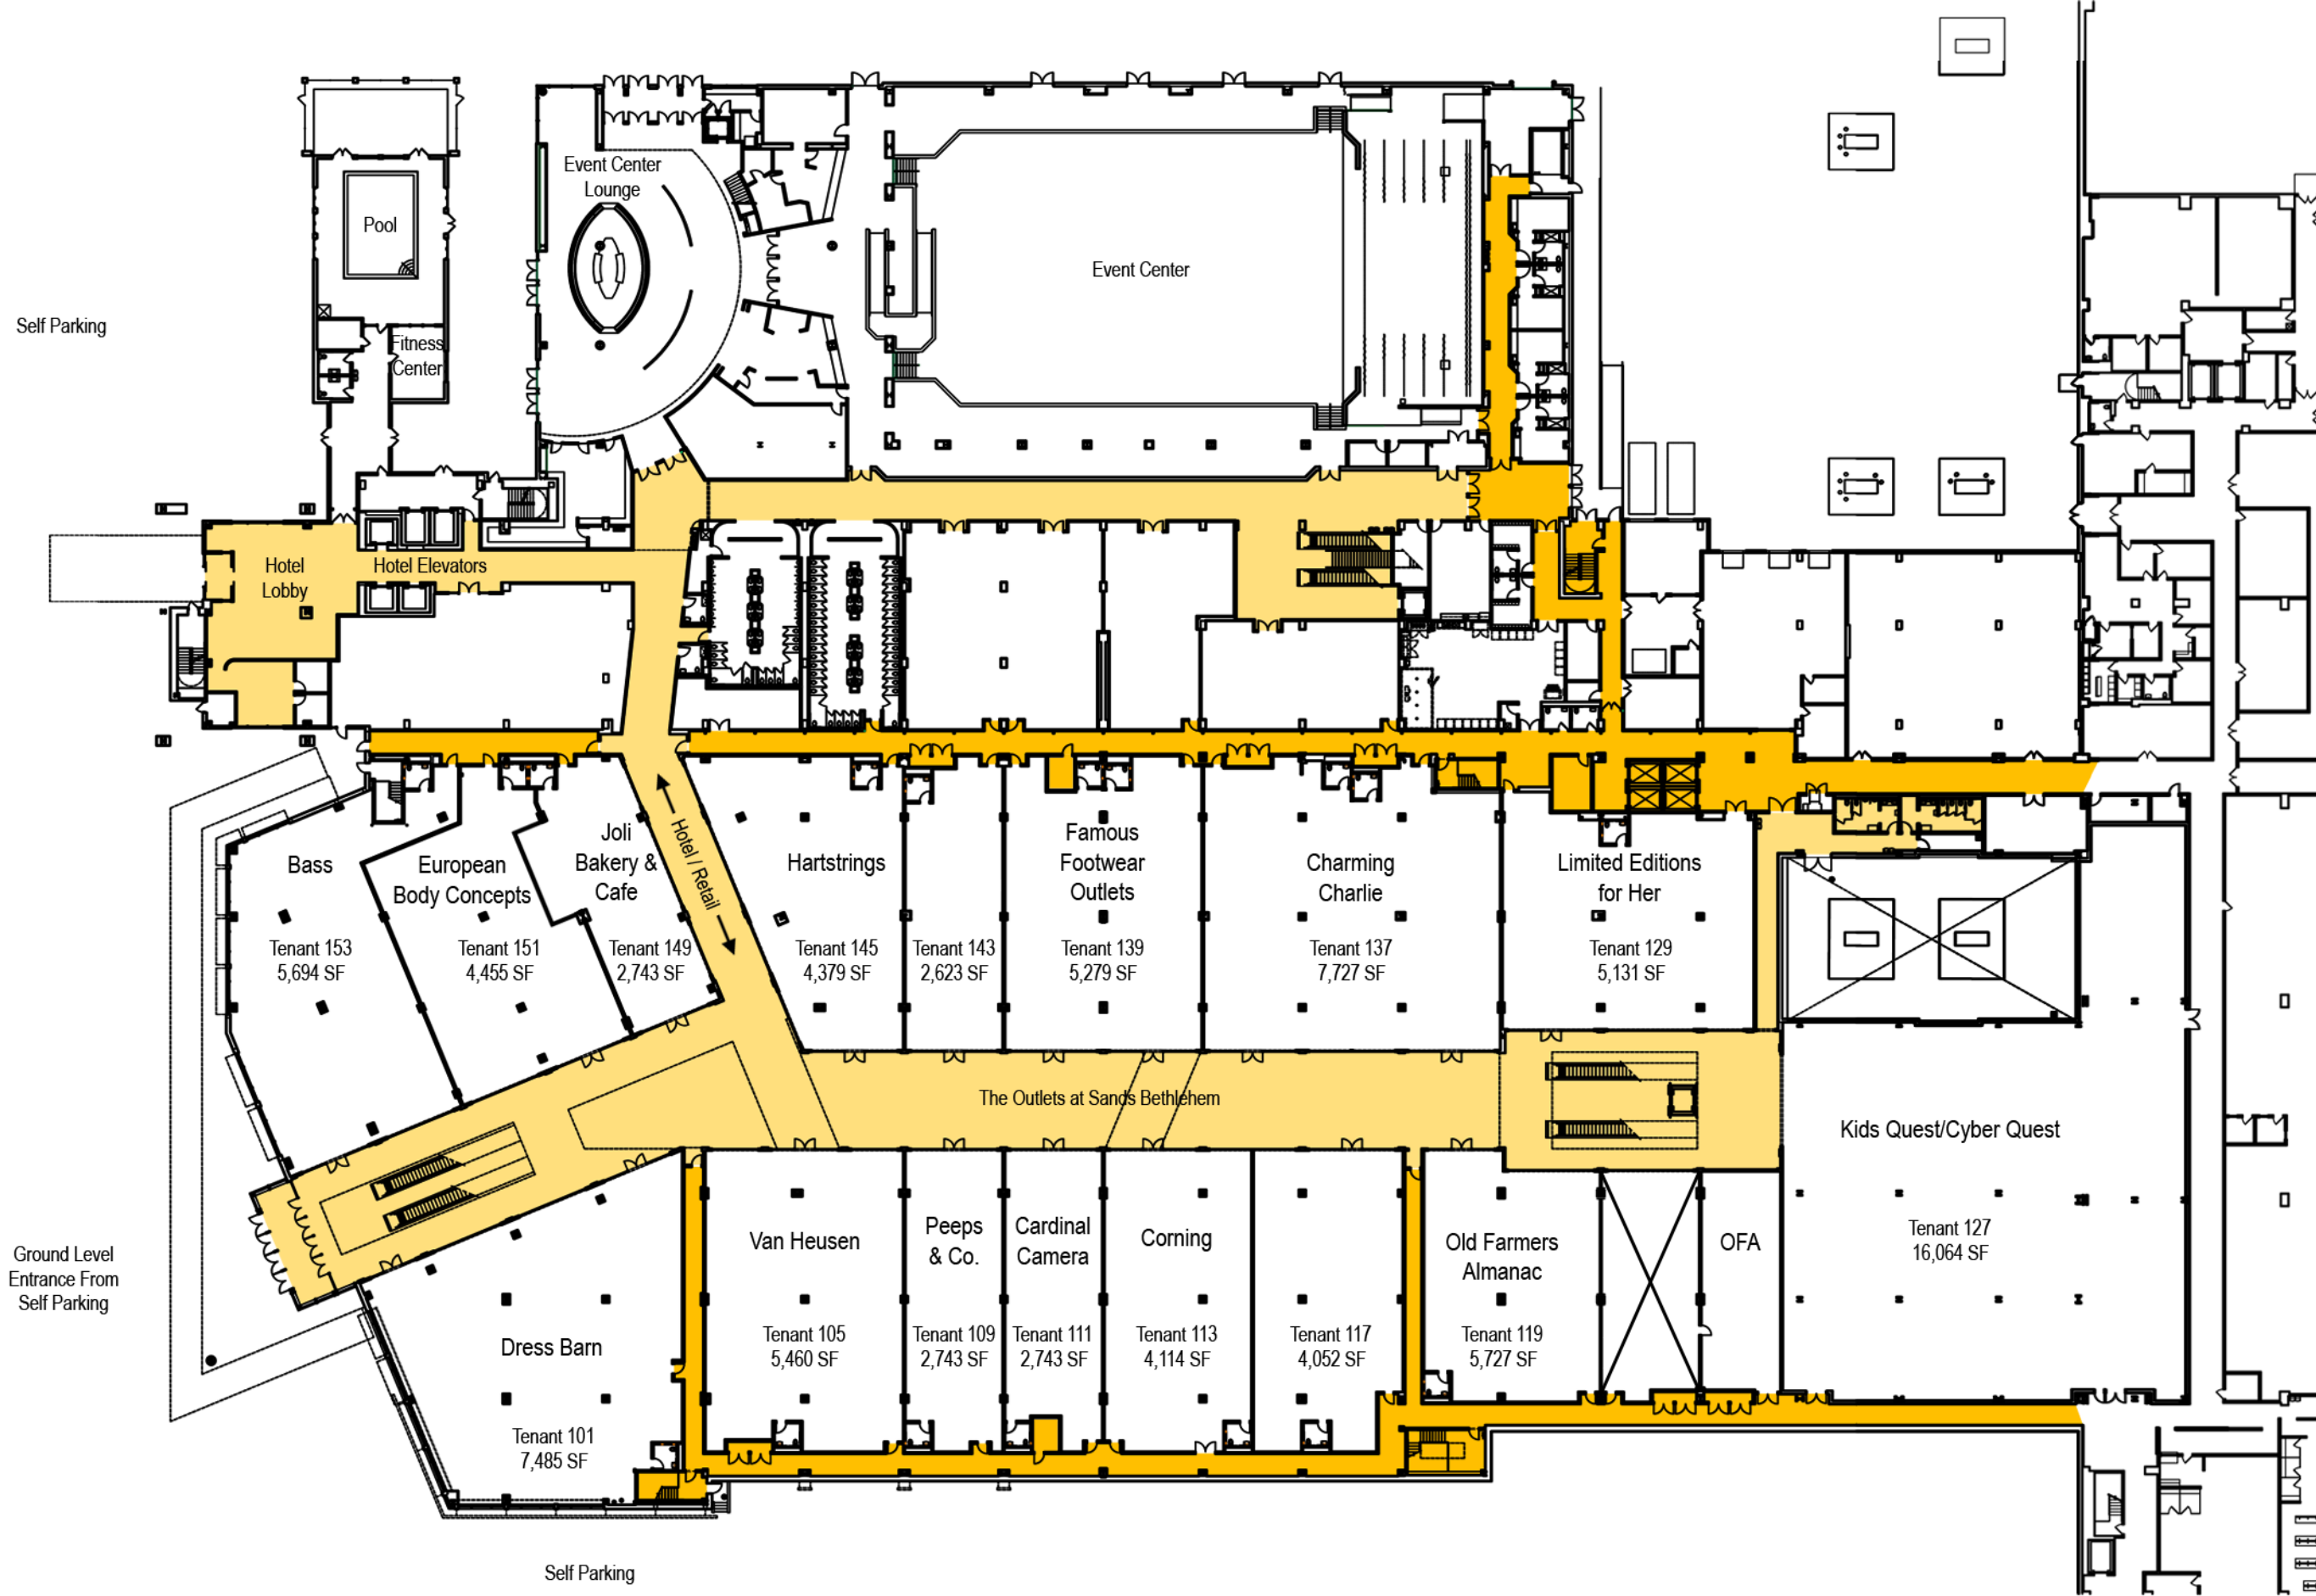 Event Center
Lounge
Pool
Event Center
Self Parking
Fitness
Center
Hotel
Lobby
Hotel Elevators
Hotel / Retail
Bass
Tenant 153
5,694 SF
European
Body Concepts
Tenant 151
4,455 SF
Joli
Bakery &
Cafe
Tenant 149
2,743 SF
Hartstrings
Tenant 145
4,379 SF
Tenant 143
2,623 SF
Famous
Footwear
Outlets
Tenant 139
5,279 SF
Charming
Charlie
Tenant 137
7,727 SF
Limited Editions
for Her
Tenant 129
5,131 SF
The Outlets at Sands Bethlehem
Kids Quest/Cyber Quest
Tenant 127
16,064 SF
Ground Level
Entrance From
Self Parking
Dress Barn
Tenant 101
7,485 SF
Van Heusen
Tenant 105
5,460 SF
Peeps
& Co.
Tenant 109
2,743 SF
Cardinal
Camera
Tenant 111
2,743 SF
Corning
Tenant 113
4,114 SF
Tenant 117
4,052 SF
Old Farmers
Almanac
Tenant 119
5,727 SF
OFA
Self Parking